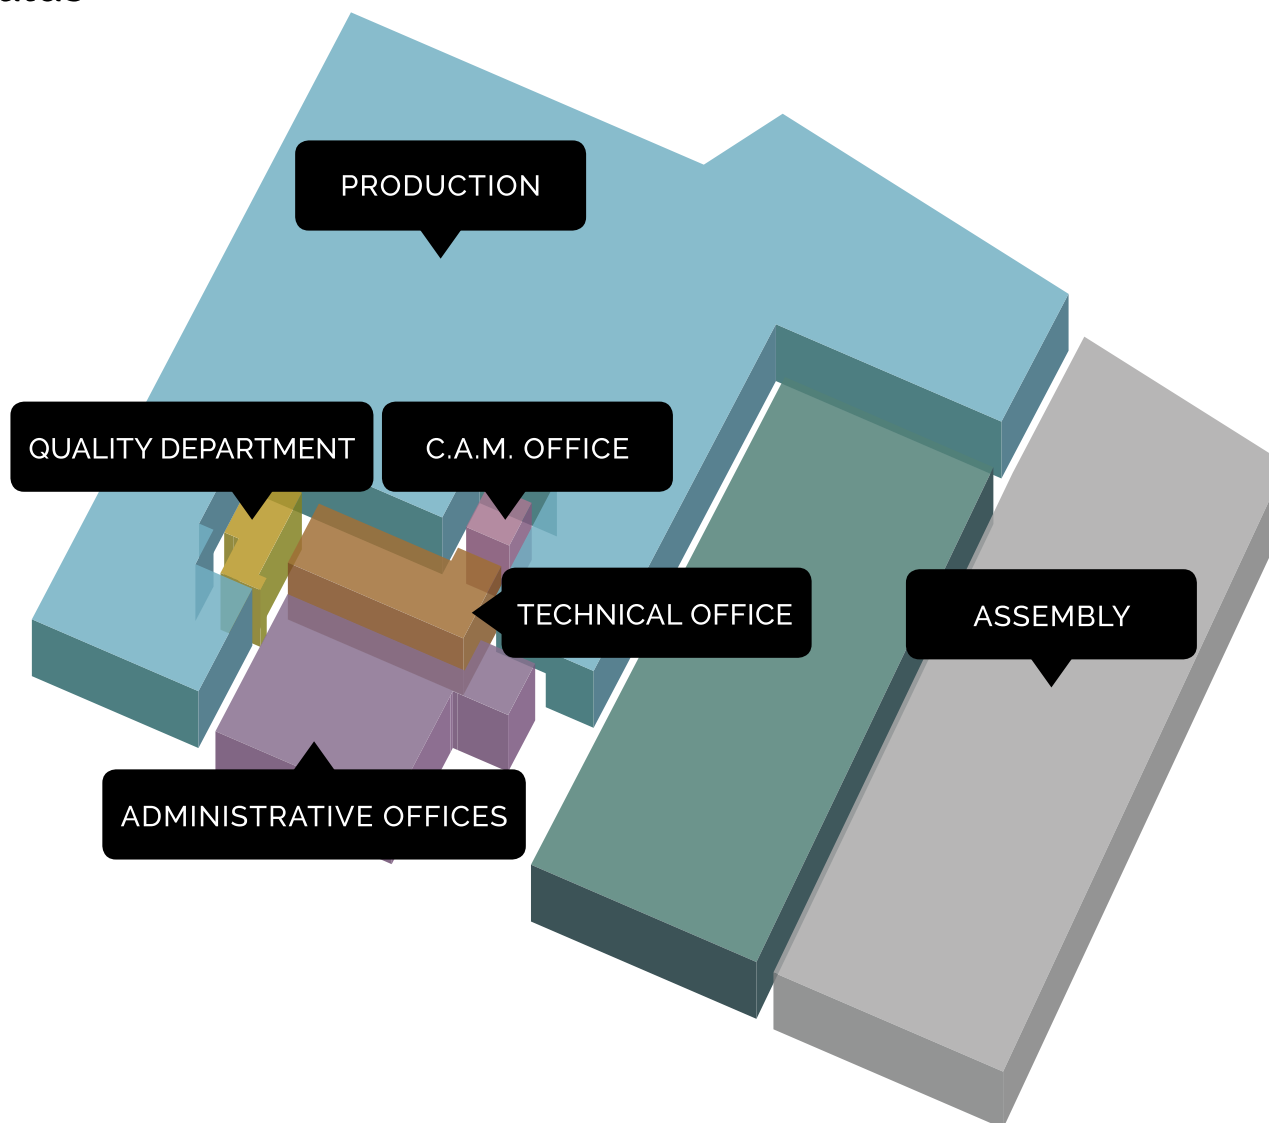 PRODUCTION
QUALITY DEPARTMENT
C.A.M. OFFICE
TECHNICAL OFFICE
ASSEMBLY
ADMINISTRATIVE OFFICES